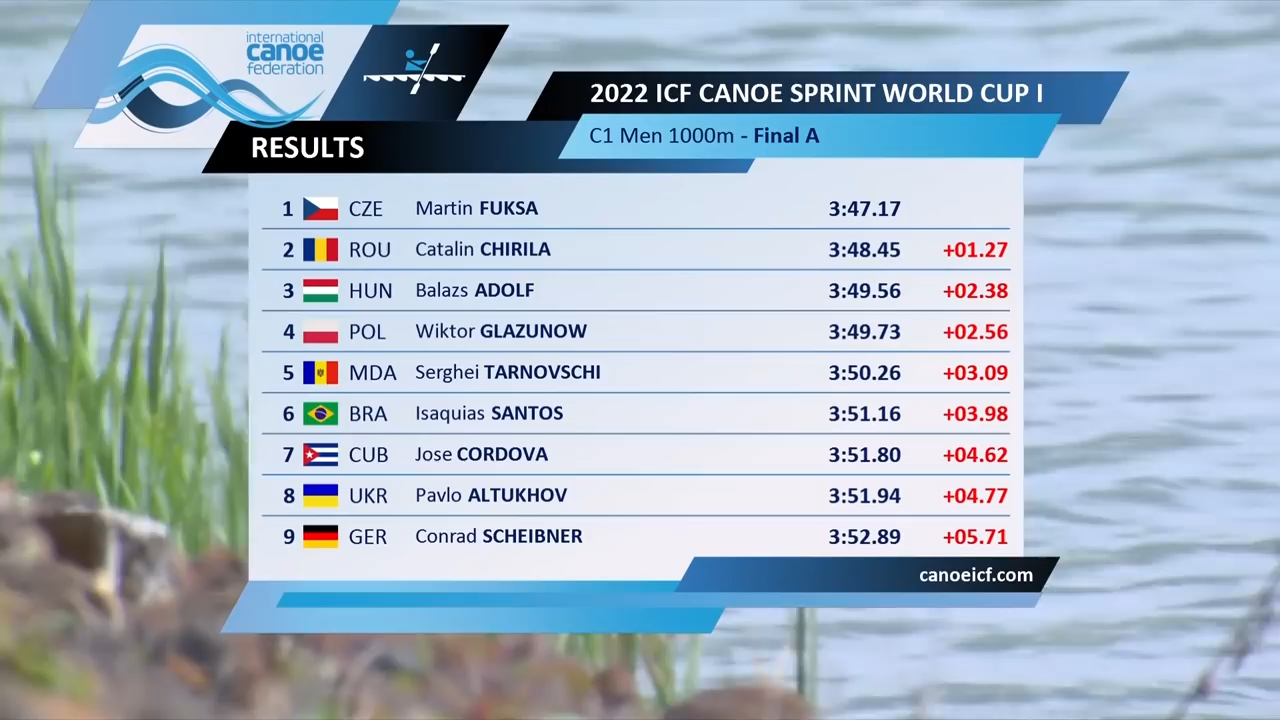 international
canoe
federation
2022 ICF CANOE SPRINT WORLD CUP I
C1 Men 1000m - Final A
RESULTS
1 CZE Martin FUKSA 3:47.17
2 ROU Catalin CHIRILA 3:48.45 +01.27
3 HUN Balazs ADOLF 3:49.56 +02.38
4 POL Wiktor GLAZUNOW 3:49.73 +02.56
5 MDA Serghei TARNOVSCHI 3:50.26 +03.09
6 BRA Isaquias SANTOS 3:51.16 +03.98
7 CUB Jose CORDOVA 3:51.80 +04.62
8 UKR Pavlo ALTUKHOV 3:51.94 +04.77
9 GER Conrad SCHEIBNER 3:52.89 +05.71
canoeicf.com